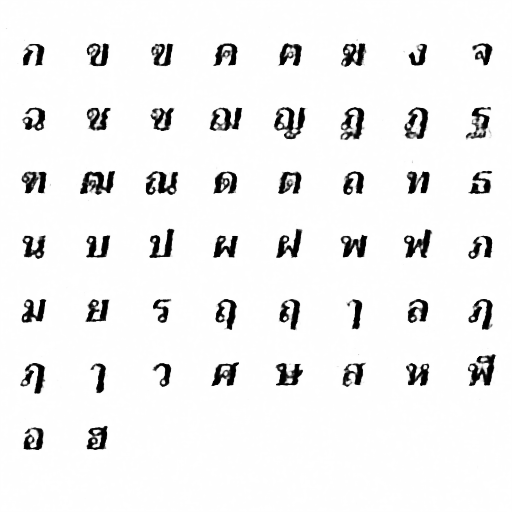 ก ข ฃ ค ฅ ฆ ง จ
ฉ ช ซ ฌ ญ ฎ ฏ ฐ
ฑ ฒ ณ ด ต ถ ท ธ
น บ ป ผ ฝ พ ฟ ภ
ม ย ร ฤ ฤ ๅ ล ฦ
ฦ ๅ ว ศ ษ ส ห ฬ
อ ฮ